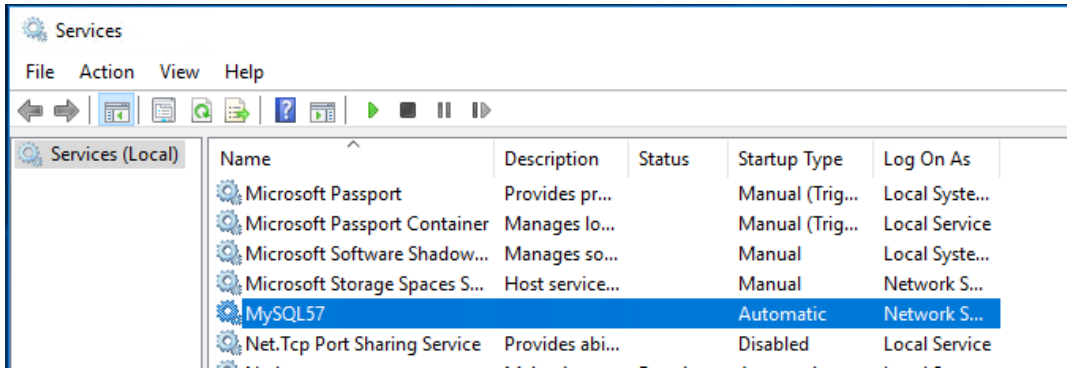 Services
File Action View Help
Services (Local)
Name Description Status Startup Type Log On As
Microsoft Passport Provides pr... Manual (Trig... Local Syste...
Microsoft Passport Container Manages lo... Manual (Trig... Local Service
Microsoft Software Shadow... Manages so... Manual Local Syste...
Microsoft Storage Spaces S... Host service... Manual Network S...
MySQL57 Automatic Network S...
Net.Tcp Port Sharing Service Provides abi... Disabled Local Service